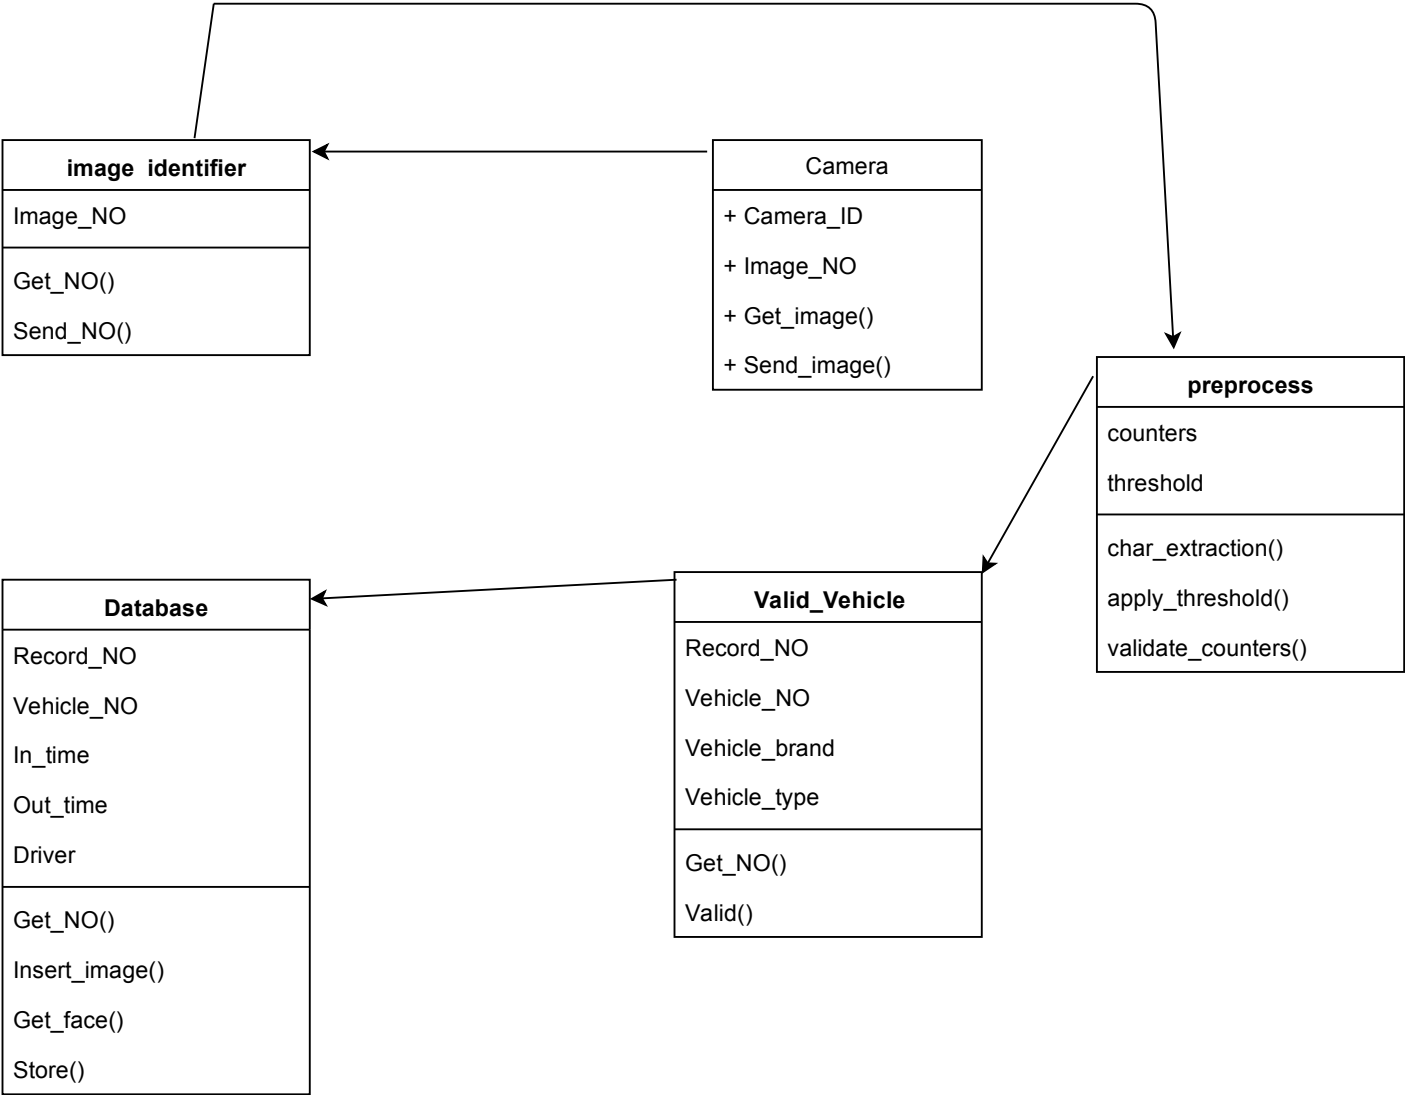 image identifier
Image_NO
Get_NO()
Send_NO()
Camera
+ Camera_ID
+ Image_NO
+ Get_image()
+ Send_image()
preprocess
counters
threshold
char_extraction()
apply_threshold()
validate_counters()
Database
Record_NO
Vehicle_NO
In_time
Out_time
Driver
Get_NO()
Insert_image()
Get_face()
Store()
Valid_Vehicle
Record_NO
Vehicle_NO
Vehicle_brand
Vehicle_type
Get_NO()
Valid()